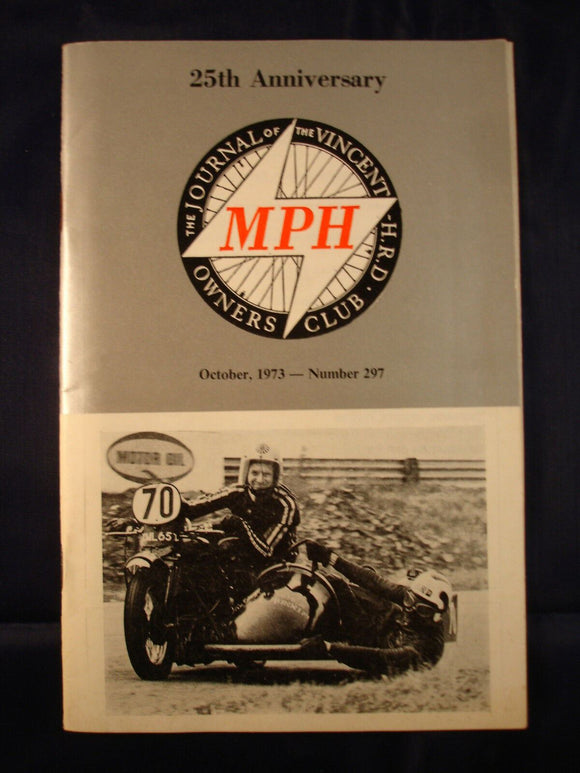 25th Anniversary
THE JOURNAL OF THE VINCENT H.R.D.
OWNERS CLUB
MPH
October, 1973 — Number 297
MOTOR OIL
70